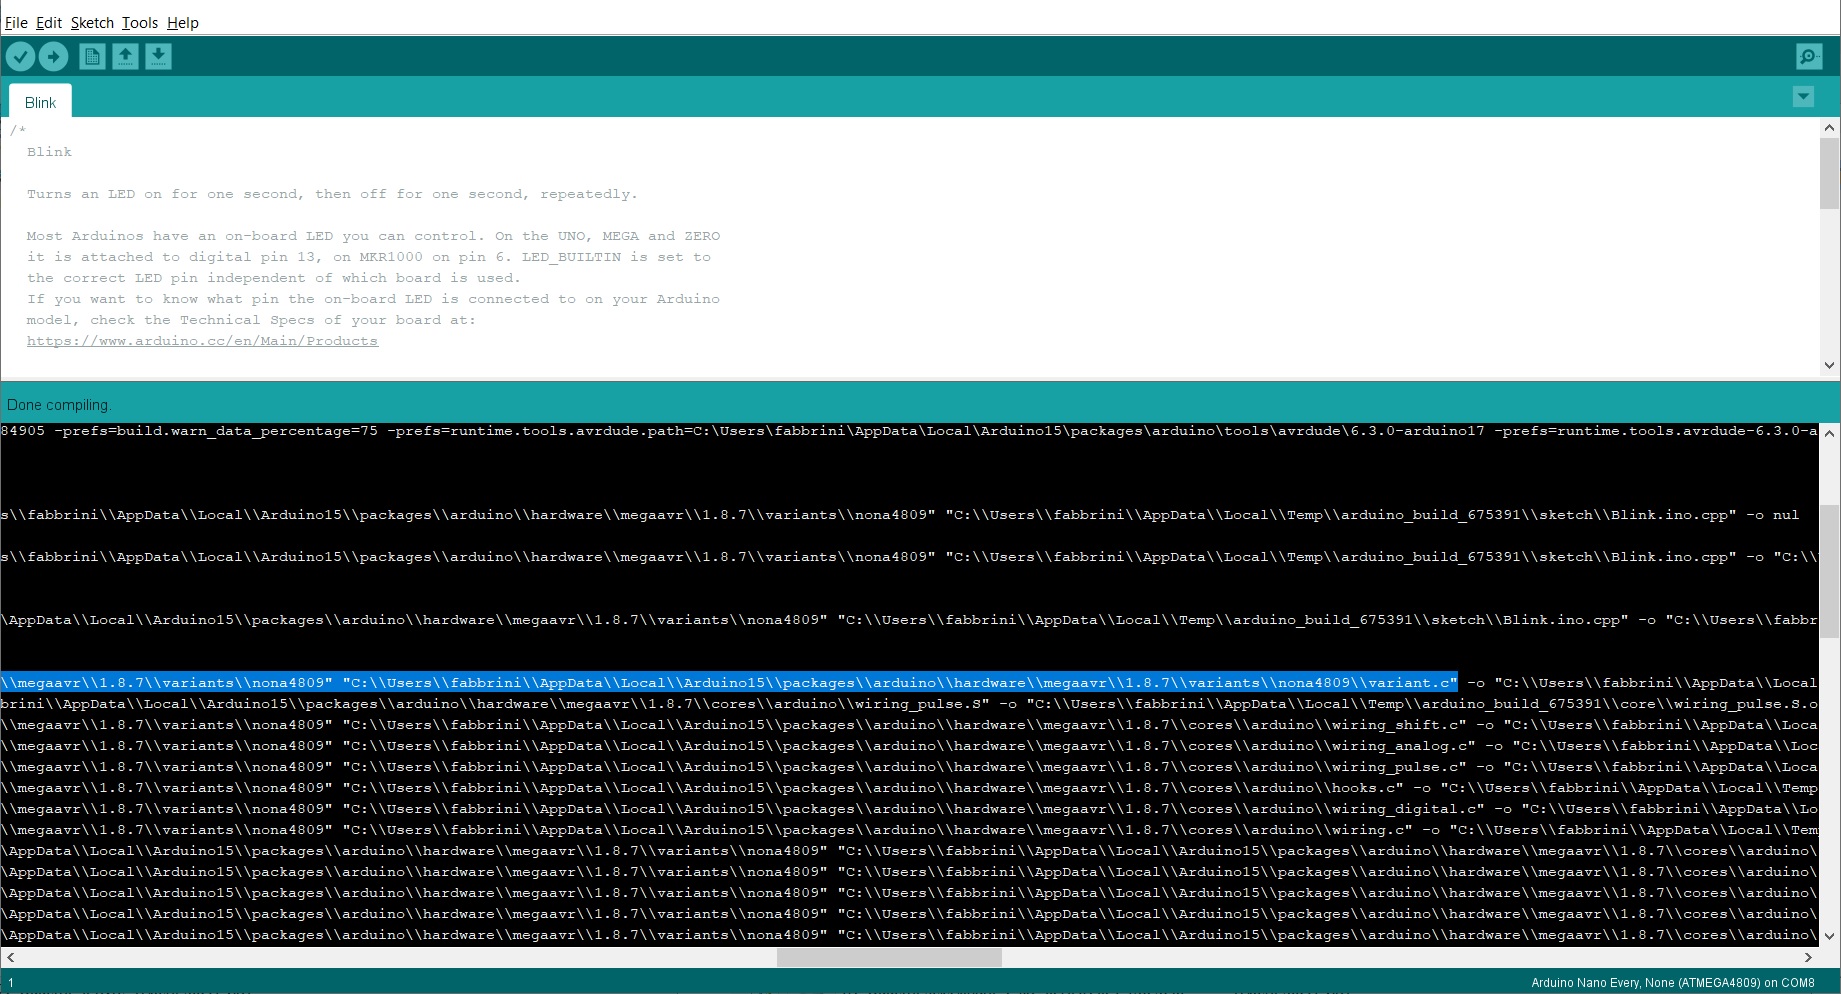 File Edit Sketch Tools Help
Blink
/*
Blink
Turns an LED on for one second, then off for one second, repeatedly.
Most Arduinos have an on-board LED you can control. On the UNO, MEGA and ZERO
it is attached to digital pin 13, on MKR1000 on pin 6. LED_BUILTIN is set to
the correct LED pin independent of which board is used.
If you want to know what pin the on-board LED is connected to on your Arduino
model, check the Technical Specs of your board at:
https://www.arduino.cc/en/Main/Products
Done compiling.
84905 -prefs=build.warn_data_percentage=75 -prefs=runtime.tools.avrdude.path=C:\Users\fabbrini\AppData\Local\Arduino15\packages\arduino\tools\avrdude\6.3.0-arduino17 -prefs=runtime.tools.avrdude-6.3.0-a
s\\fabbrini\\AppData\\Local\\Arduino15\\packages\\arduino\\hardware\\megaavr\\1.8.7\\variants\\nona4809" "C:\\Users\\fabbrini\\AppData\\Local\\Temp\\arduino_build_675391\\sketch\\Blink.ino.cpp" -o nul
s\\fabbrini\\AppData\\Local\\Arduino15\\packages\\arduino\\hardware\\megaavr\\1.8.7\\variants\\nona4809" "C:\\Users\\fabbrini\\AppData\\Local\\Temp\\arduino_build_675391\\sketch\\Blink.ino.cpp" -o "C:\\
\AppData\\Local\\Arduino15\\packages\\arduino\\hardware\\megaavr\\1.8.7\\variants\\nona4809" "C:\\Users\\fabbrini\\AppData\\Local\\Temp\\arduino_build_675391\\sketch\\Blink.ino.cpp" -o "C:\\Users\\fabbr
\\megaavr\\1.8.7\\variants\\nona4809" "C:\\Users\\fabbrini\\AppData\\Local\\Arduino15\\packages\\arduino\\hardware\\megaavr\\1.8.7\\variants\\nona4809\\variant.c" -o "C:\\Users\\fabbrini\\AppData\\Local
brini\\AppData\\Local\\Arduino15\\packages\\arduino\\hardware\\megaavr\\1.8.7\\cores\\arduino\\wiring_pulse.S" -o "C:\\Users\\fabbrini\\AppData\\Local\\Temp\\arduino_build_675391\\core\\wiring_pulse.S.o
\\megaavr\\1.8.7\\variants\\nona4809" "C:\\Users\\fabbrini\\AppData\\Local\\Arduino15\\packages\\arduino\\hardware\\megaavr\\1.8.7\\cores\\arduino\\wiring_shift.c" -o "C:\\Users\\fabbrini\\AppData\\Loca
\\megaavr\\1.8.7\\variants\\nona4809" "C:\\Users\\fabbrini\\AppData\\Local\\Arduino15\\packages\\arduino\\hardware\\megaavr\\1.8.7\\cores\\arduino\\wiring_analog.c" -o "C:\\Users\\fabbrini\\AppData\\Loc
\\megaavr\\1.8.7\\variants\\nona4809" "C:\\Users\\fabbrini\\AppData\\Local\\Arduino15\\packages\\arduino\\hardware\\megaavr\\1.8.7\\cores\\arduino\\wiring_pulse.c" -o "C:\\Users\\fabbrini\\AppData\\Loca
\\megaavr\\1.8.7\\variants\\nona4809" "C:\\Users\\fabbrini\\AppData\\Local\\Arduino15\\packages\\arduino\\hardware\\megaavr\\1.8.7\\cores\\arduino\\hooks.c" -o "C:\\Users\\fabbrini\\AppData\\Local\\Temp
\\megaavr\\1.8.7\\variants\\nona4809" "C:\\Users\\fabbrini\\AppData\\Local\\Arduino15\\packages\\arduino\\hardware\\megaavr\\1.8.7\\cores\\arduino\\wiring_digital.c" -o "C:\\Users\\fabbrini\\AppData\\Lo
\\megaavr\\1.8.7\\variants\\nona4809" "C:\\Users\\fabbrini\\AppData\\Local\\Arduino15\\packages\\arduino\\hardware\\megaavr\\1.8.7\\cores\\arduino\\wiring.c" -o "C:\\Users\\fabbrini\\AppData\\Local\\Tem
\AppData\\Local\\Arduino15\\packages\\arduino\\hardware\\megaavr\\1.8.7\\variants\\nona4809" "C:\\Users\\fabbrini\\AppData\\Local\\Arduino15\\packages\\arduino\\hardware\\megaavr\\1.8.7\\cores\\arduino\
\AppData\\Local\\Arduino15\\packages\\arduino\\hardware\\megaavr\\1.8.7\\variants\\nona4809" "C:\\Users\\fabbrini\\AppData\\Local\\Arduino15\\packages\\arduino\\hardware\\megaavr\\1.8.7\\cores\\arduino\
\AppData\\Local\\Arduino15\\packages\\arduino\\hardware\\megaavr\\1.8.7\\variants\\nona4809" "C:\\Users\\fabbrini\\AppData\\Local\\Arduino15\\packages\\arduino\\hardware\\megaavr\\1.8.7\\cores\\arduino\
\AppData\\Local\\Arduino15\\packages\\arduino\\hardware\\megaavr\\1.8.7\\variants\\nona4809" "C:\\Users\\fabbrini\\AppData\\Local\\Arduino15\\packages\\arduino\\hardware\\megaavr\\1.8.7\\cores\\arduino\
\AppData\\Local\\Arduino15\\packages\\arduino\\hardware\\megaavr\\1.8.7\\variants\\nona4809" "C:\\Users\\fabbrini\\AppData\\Local\\Arduino15\\packages\\arduino\\hardware\\megaavr\\1.8.7\\cores\\arduino\
1 Arduino Nano Every, None (ATMEGA4809) on COM8